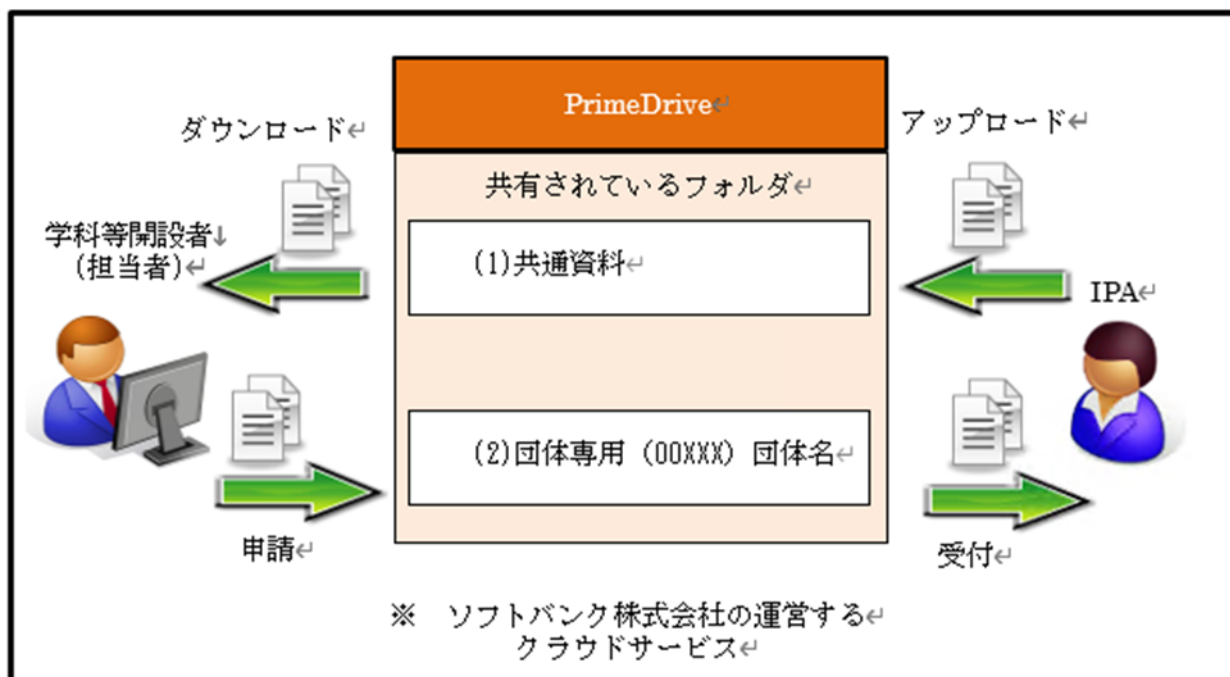 PrimeDrive↵
ダウンロード↵
アップロード↵
共有されているフォルダ↵
学科等開設者↓
(担当者)↵
(1)共通資料↵
IPA↵
(2)団体専用（00XXX）団体名↵
申請↵
受付↵
※　ソフトバンク株式会社の運営する↵
クラウドサービス↵